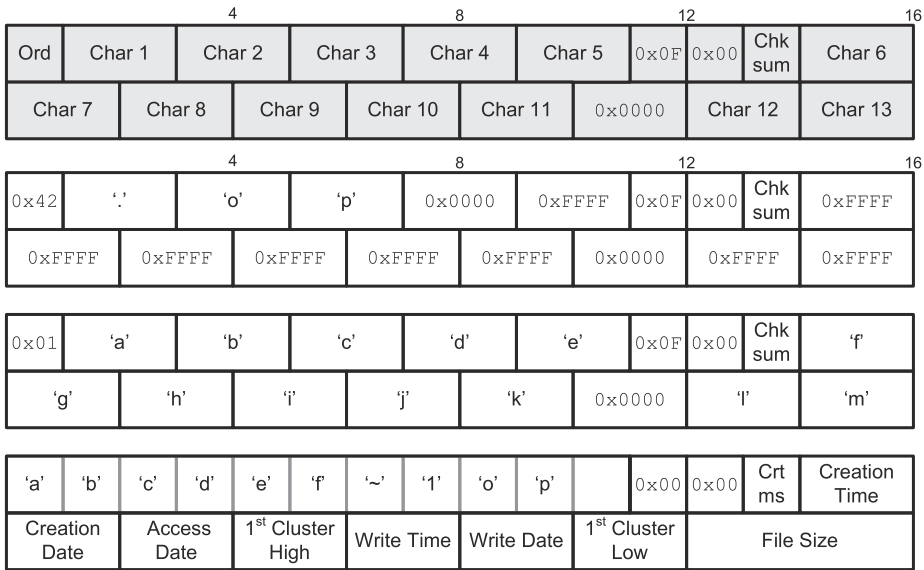 4 8 12 16
Ord Char 1 Char 2 Char 3 Char 4 Char 5 0x0F 0x00 Chk sum Char 6
Char 7 Char 8 Char 9 Char 10 Char 11 0x0000 Char 12 Char 13
4 8 12 16
0x42 ‘.’ ‘o’ ‘p’ 0x0000 0xFFFF 0x0F 0x00 Chk sum 0xFFFF
0xFFFF 0xFFFF 0xFFFF 0xFFFF 0xFFFF 0x0000 0xFFFF 0xFFFF
0x01 ‘a’ ‘b’ ‘c’ ‘d’ ‘e’ 0x0F 0x00 Chk sum ‘f’
‘g’ ‘h’ ‘i’ ‘j’ ‘k’ 0x0000 ‘l’ ‘m’
‘a’ ‘b’ ‘c’ ‘d’ ‘e’ ‘f’ ‘~’ ‘1’ ‘o’ ‘p’ 0x00 0x00 Crt ms Creation Time
Creation Date Access Date 1st Cluster High Write Time Write Date 1st Cluster Low File Size